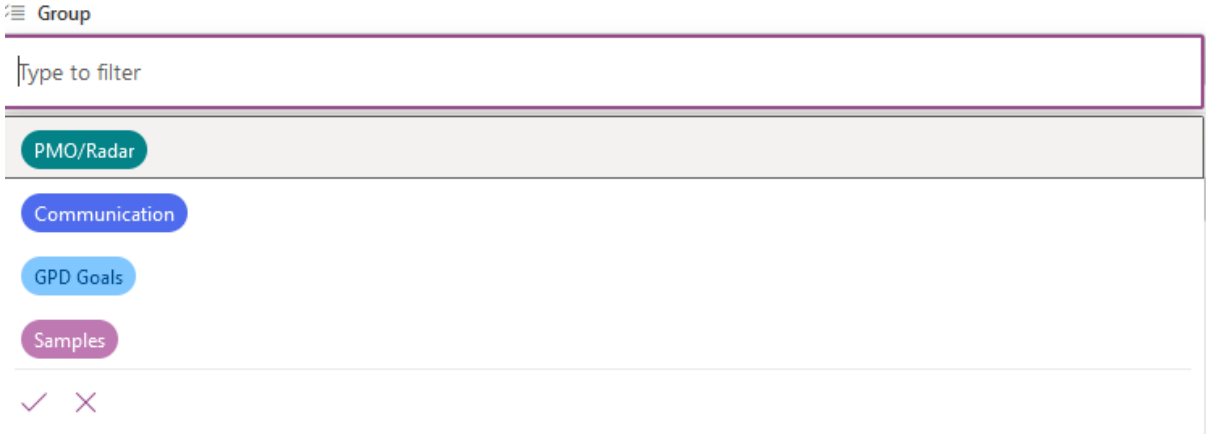 Group
Type to filter
PMO/Radar
Communication
GPD Goals
Samples